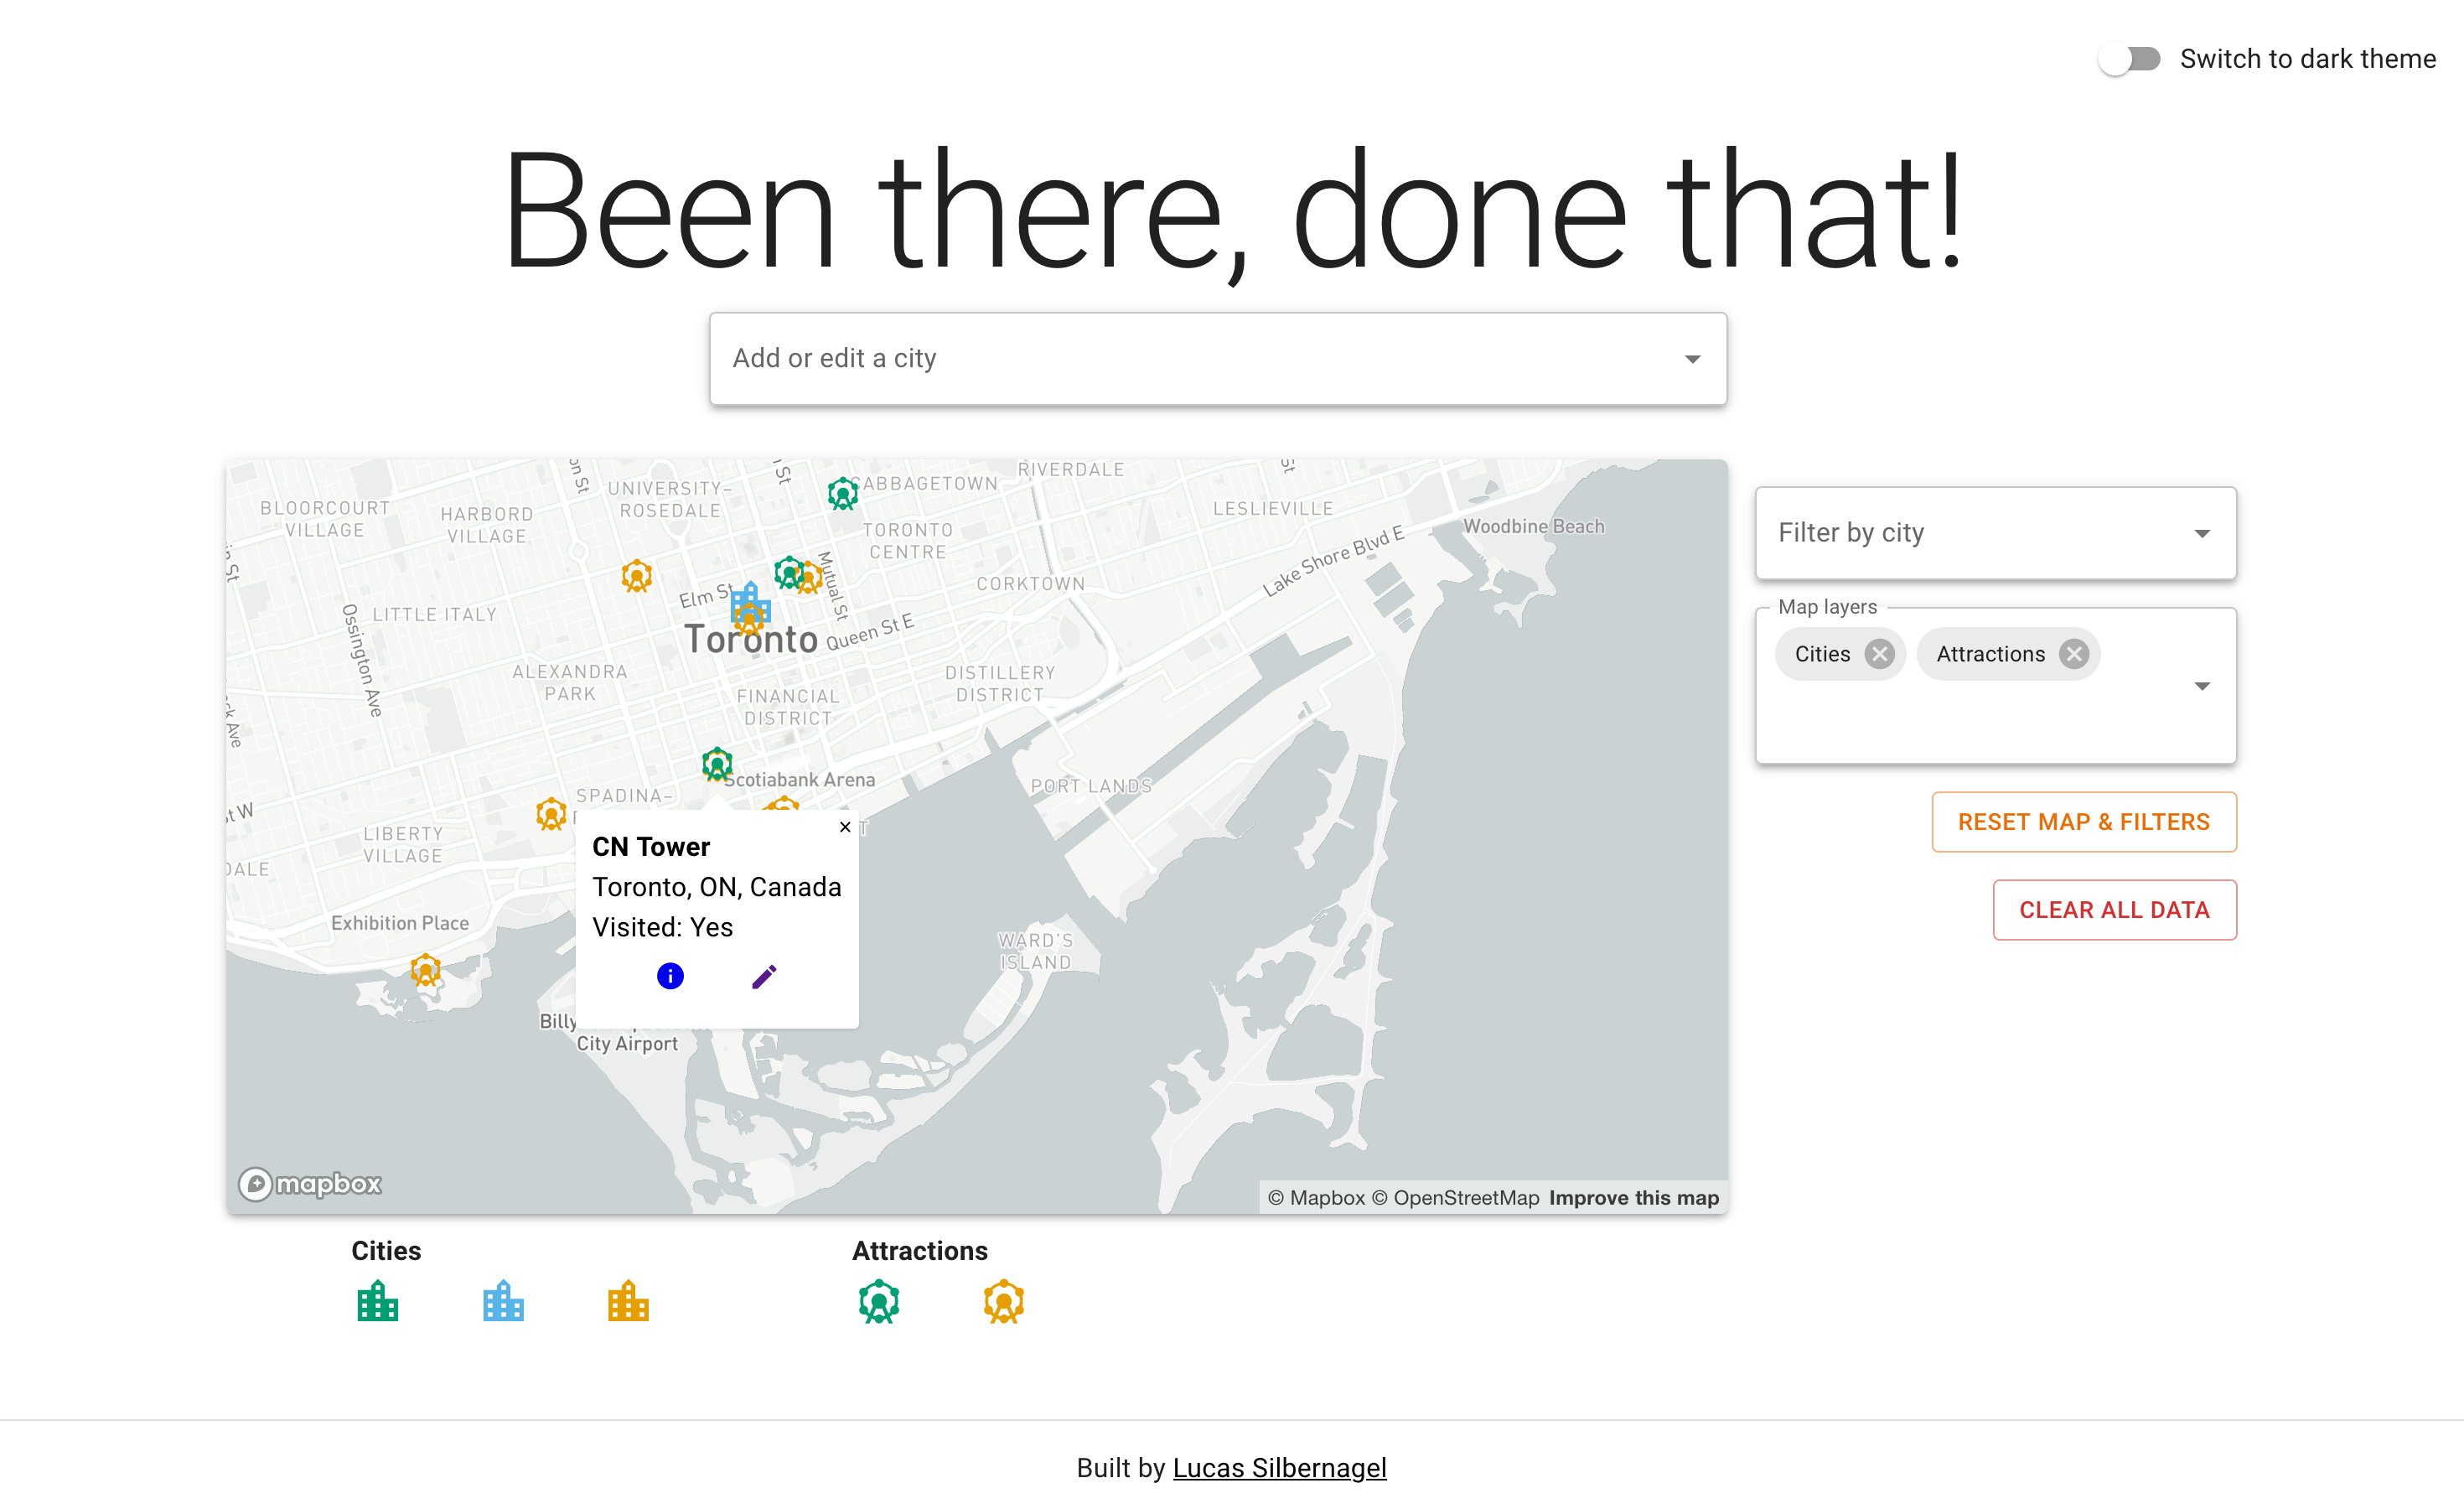 Switch to dark theme
Been there, done that!
Add or edit a city
RIVERDALE
UNIVERSITY-
ROSEDALE
BLOORCOURT
VILLAGE
HARBORD
VILLAGE
TORONTO
CENTRE
LESLIEVILLE
Woodbine Beach
Lake Shore Blvd E
CORKTOWN
Mutual St
Elm St
LITTLE ITALY
Ossington Ave
Toronto
Queen St E
ALEXANDRA
PARK
DISTILLERY
DISTRICT
FINANCIAL
DISTRICT
Scotiabank Arena
PORT LANDS
SPADINA–
LIBERTY
VILLAGE
Exhibition Place
WARD'S
ISLAND
×
CN Tower
Toronto, ON, Canada
Visited: Yes
Billy
City Airport
mapbox
© Mapbox © OpenStreetMap Improve this map
Filter by city
Map layers
Cities Attractions
RESET MAP & FILTERS
CLEAR ALL DATA
Cities
Attractions
Built by Lucas Silbernagel